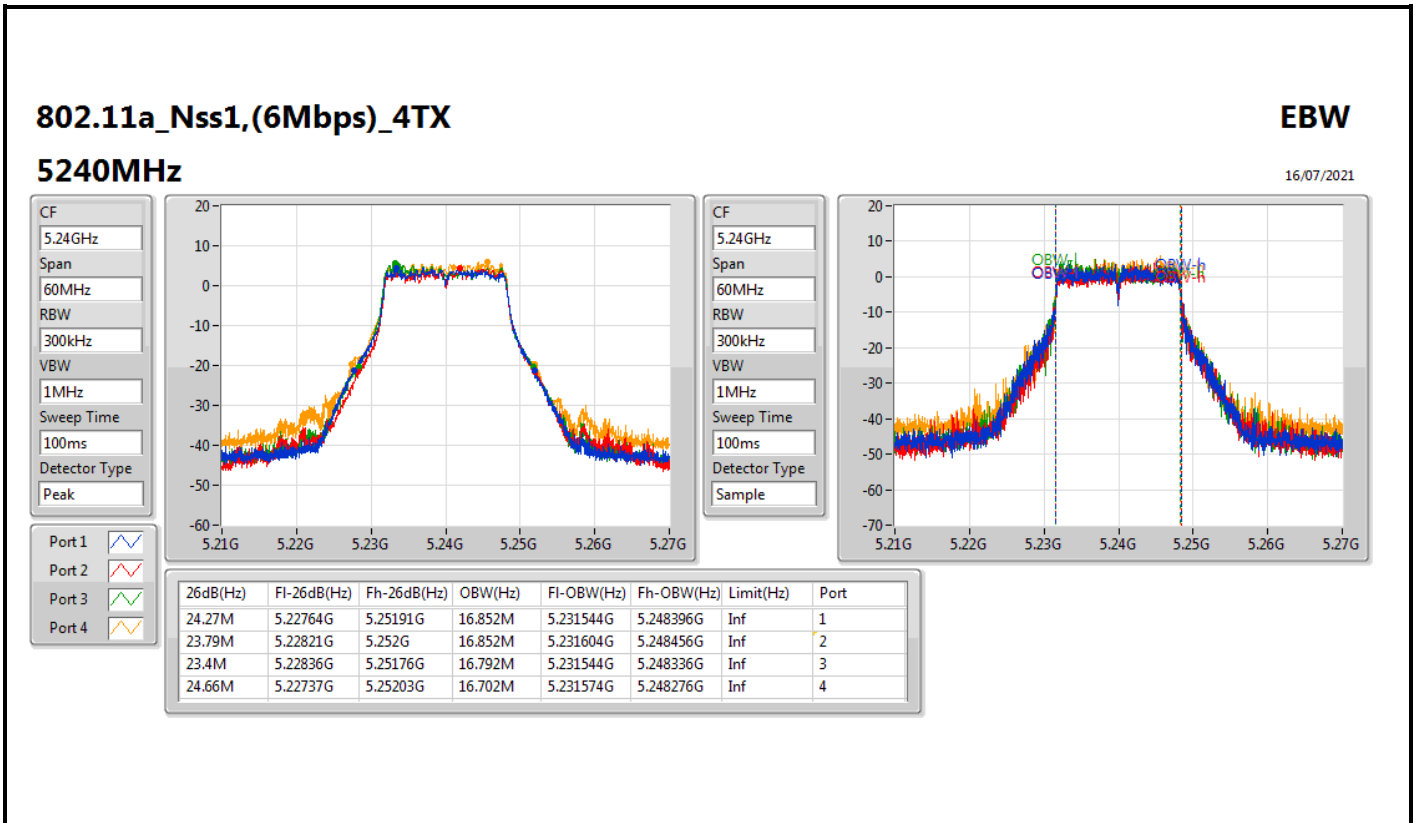 802.11a_Nss1,(6Mbps)_4TX
EBW
5240MHz
16/07/2021
CF
5.24GHz
Span
60MHz
RBW
300kHz
VBW
1MHz
Sweep Time
100ms
Detector Type
Peak
20
10
0
-10
-20
-30
-40
-50
-60
5.21G 5.22G 5.23G 5.24G 5.25G 5.26G 5.27G
CF
5.24GHz
Span
60MHz
RBW
300kHz
VBW
1MHz
Sweep Time
100ms
Detector Type
Sample
20
10
0
-10
-20
-30
-40
-50
-60
-70
OBW-l
OBW-h
5.21G 5.22G 5.23G 5.24G 5.25G 5.26G 5.27G
Port 1
Port 2
Port 3
Port 4
26dB(Hz) Fl-26dB(Hz) Fh-26dB(Hz) OBW(Hz) Fl-OBW(Hz) Fh-OBW(Hz) Limit(Hz) Port
24.27M 5.22764G 5.25191G 16.852M 5.231544G 5.248396G Inf 1
23.79M 5.22821G 5.252G 16.852M 5.231604G 5.248456G Inf 2
23.4M 5.22836G 5.25176G 16.792M 5.231544G 5.248336G Inf 3
24.66M 5.22737G 5.25203G 16.702M 5.231574G 5.248276G Inf 4